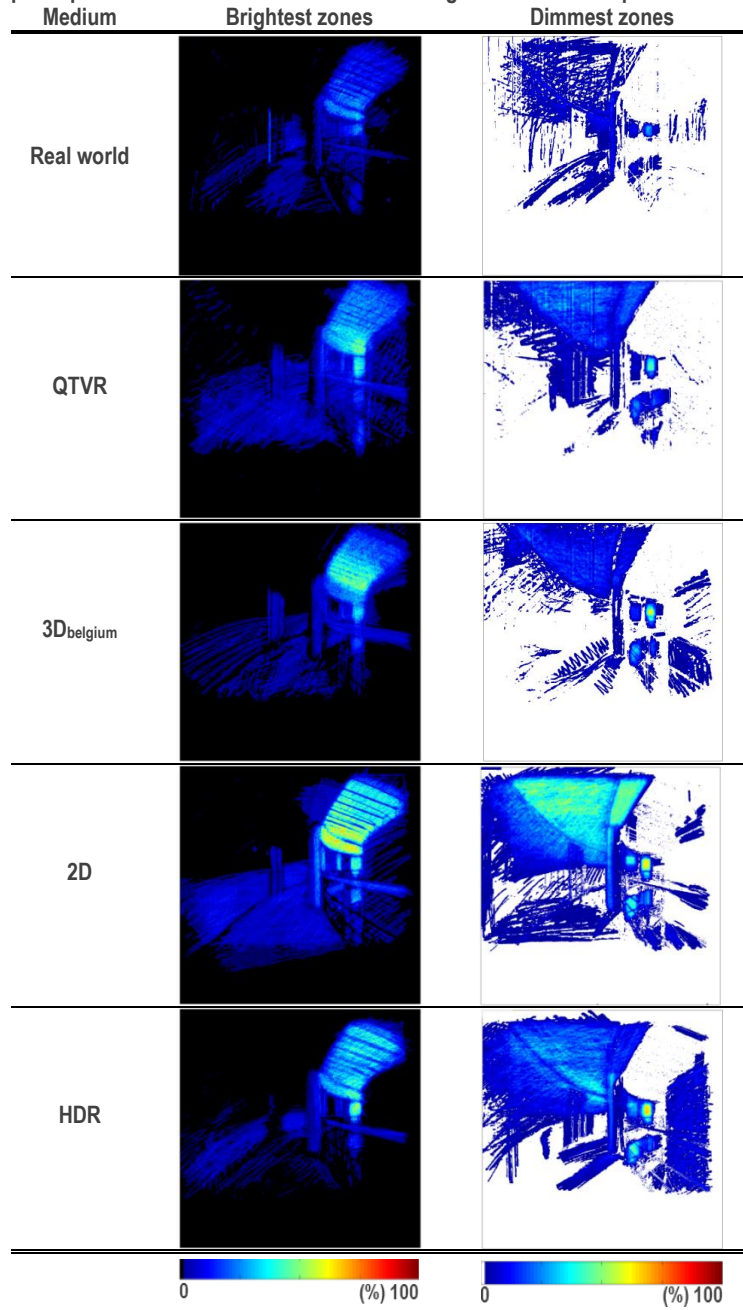 Medium Brightest zones Dimmest zones
Real world
QTVR
3Dbelgium
2D
HDR
0 (%) 100 0 (%) 100